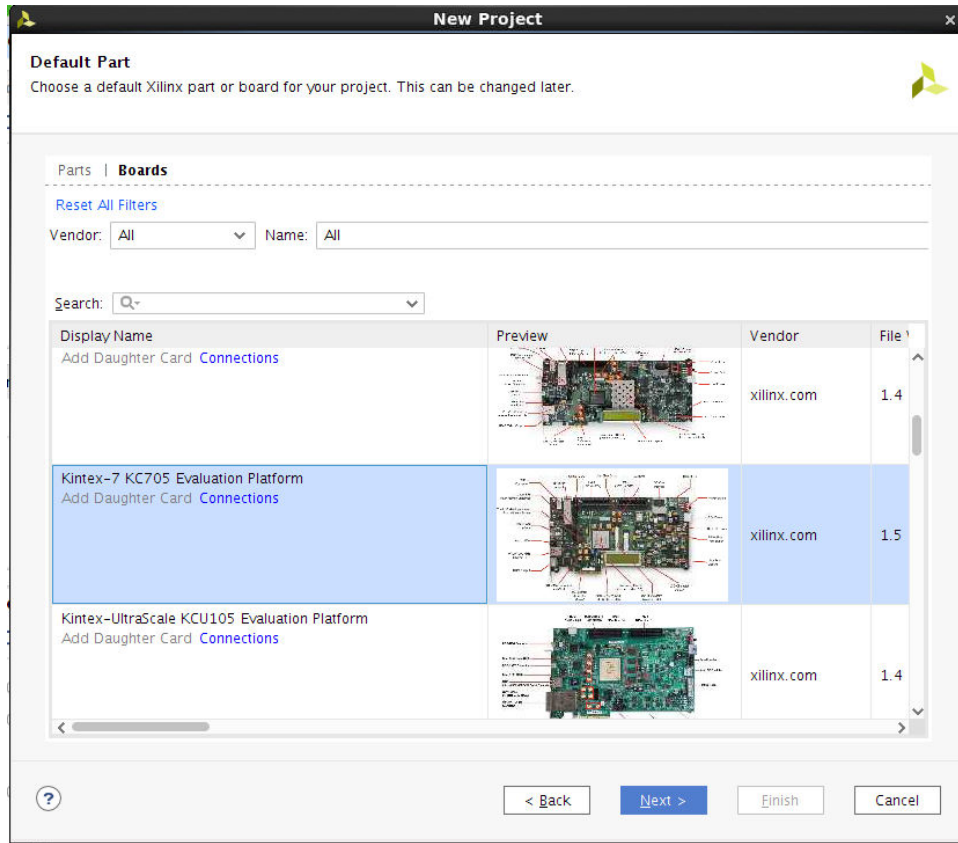 New Project
Default Part
Choose a default Xilinx part or board for your project. This can be changed later.
Parts | Boards
Reset All Filters
Vendor: All Name: All
Search:
Display Name Preview Vendor File
Add Daughter Card Connections
xilinx.com 1.4
Kintex-7 KC705 Evaluation Platform
Add Daughter Card Connections
xilinx.com 1.5
Kintex-UltraScale KCU105 Evaluation Platform
Add Daughter Card Connections
xilinx.com 1.4
? < Back Next > Finish Cancel